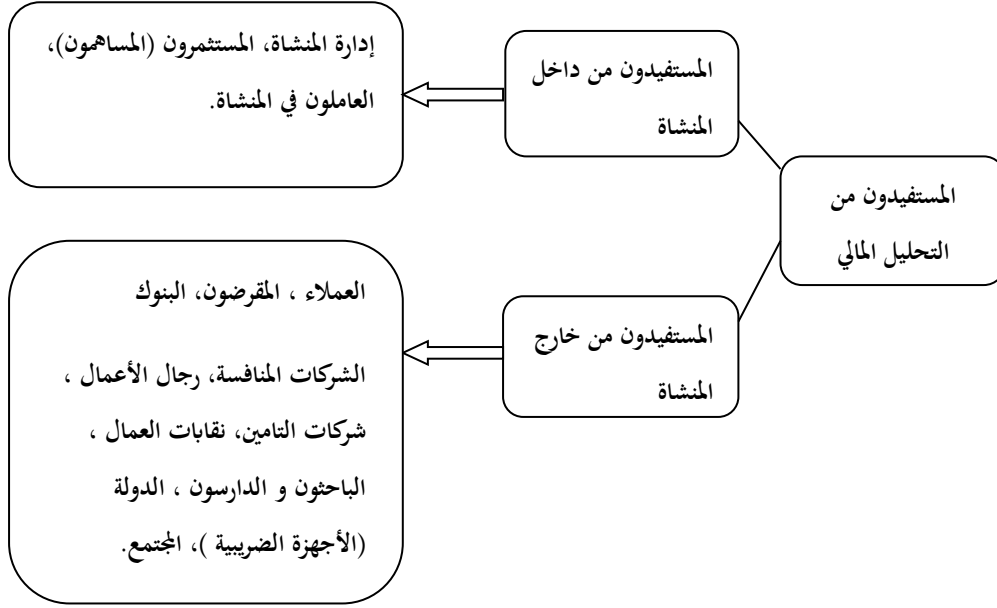 المستفيدون من
التحليل المالي
المستفيدون من داخل
المنشاة
إدارة المنشاة، المستثمرون (المساهمون)،
العاملون في المنشاة.
المستفيدون من خارج
المنشاة
العملاء ، المقرضون، البنوك
الشركات المنافسة، رجال الأعمال ،
شركات التامين، نقابات العمال ،
الباحثون و الدارسون ، الدولة
(الأجهزة الضريبية )، المجتمع.